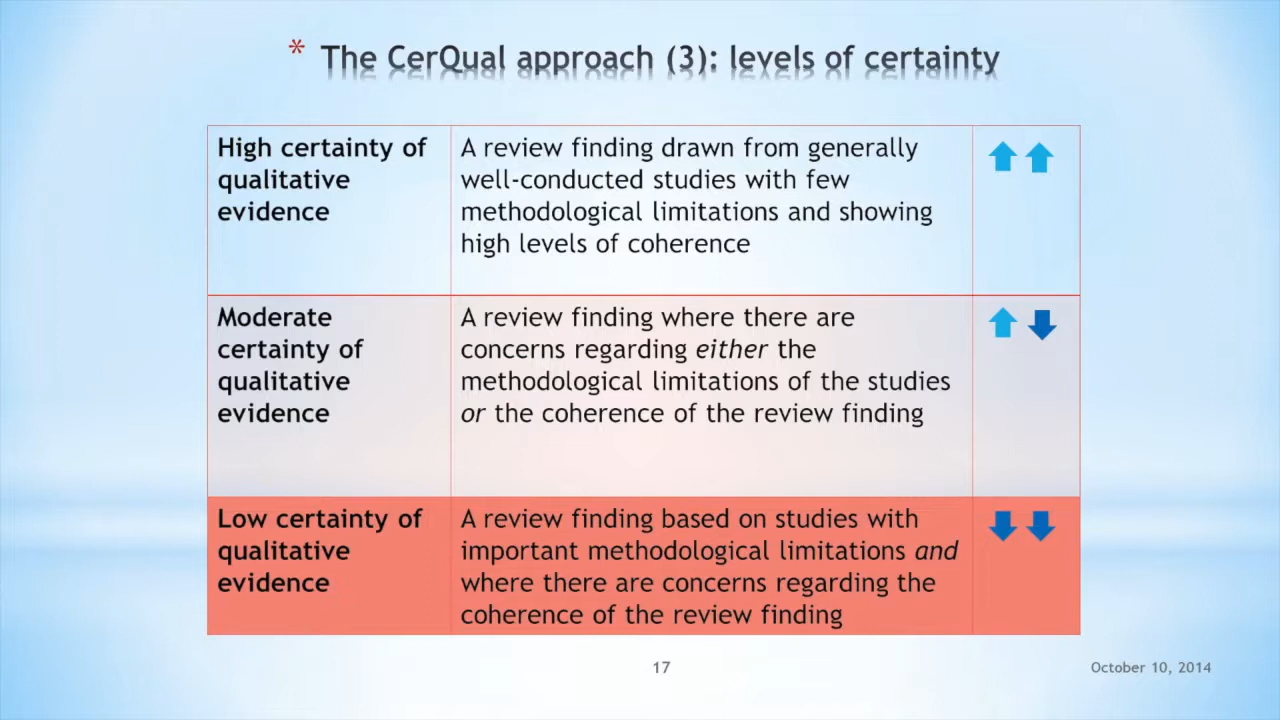 * The CerQual approach (3): levels of certainty
High certainty of
qualitative
evidence
A review finding drawn from generally
well-conducted studies with few
methodological limitations and showing
high levels of coherence
Moderate
certainty of
qualitative
evidence
A review finding where there are
concerns regarding either the
methodological limitations of the studies
or the coherence of the review finding
Low certainty of
qualitative
evidence
A review finding based on studies with
important methodological limitations and
where there are concerns regarding the
coherence of the review finding
17
October 10, 2014